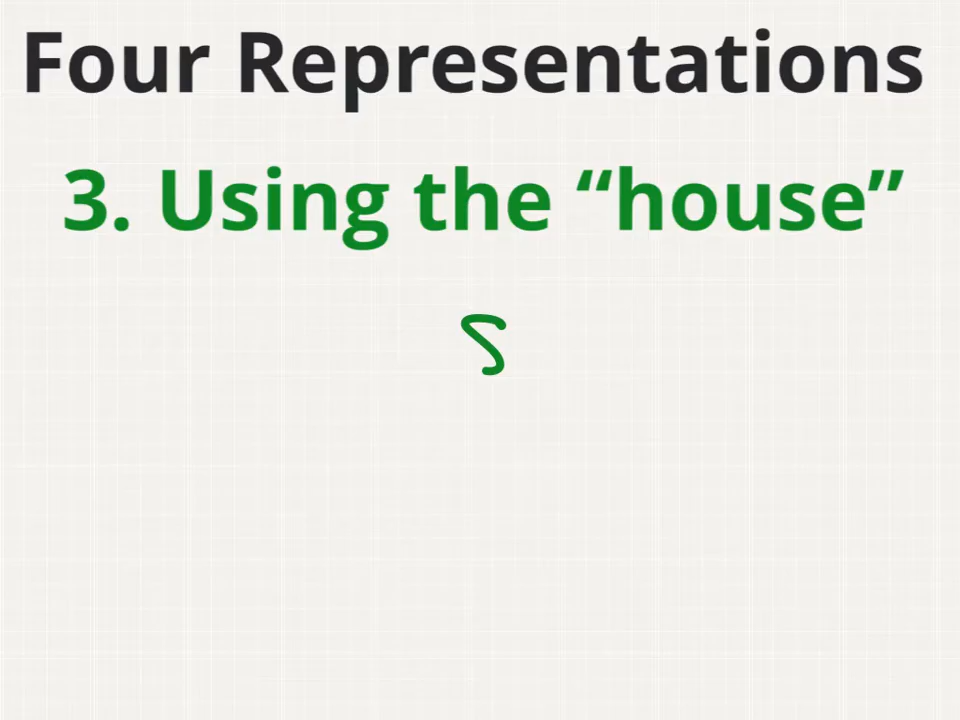 Four Representations
3. Using the “house”